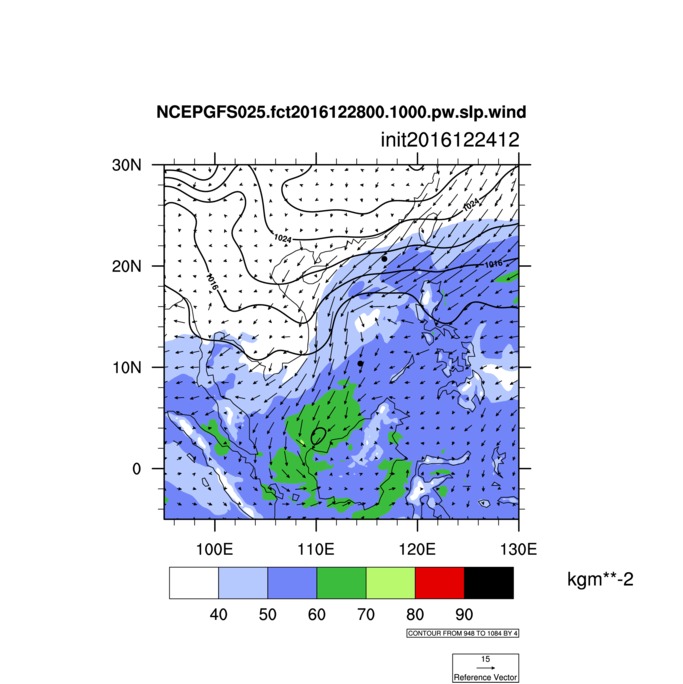 NCEPGFS025.fct2016122800.1000.pw.slp.wind
init2016122412
30N
1024
1024
20N
1016
1016
10N
0
100E 110E 120E 130E
kgm**-2
40 50 60 70 80 90
CONTOUR FROM 948 TO 1084 BY 4
15
Reference Vector